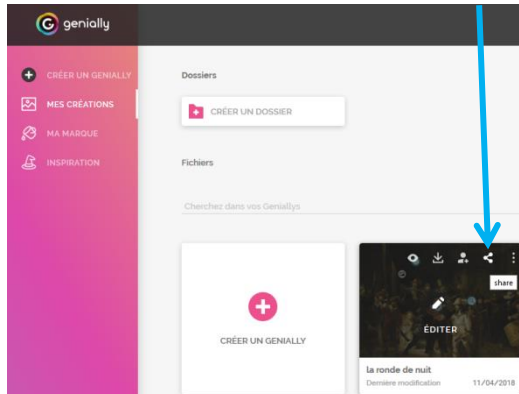 genially
CRÉER UN GENIALLY
MES CRÉATIONS
MA MARQUE
INSPIRATION
Dossiers
CRÉER UN DOSSIER
Fichiers
Cherchez dans vos Geniallys
CRÉER UN GENIALLY
share
ÉDITER
la ronde de nuit
Dernière modification 11/04/2018